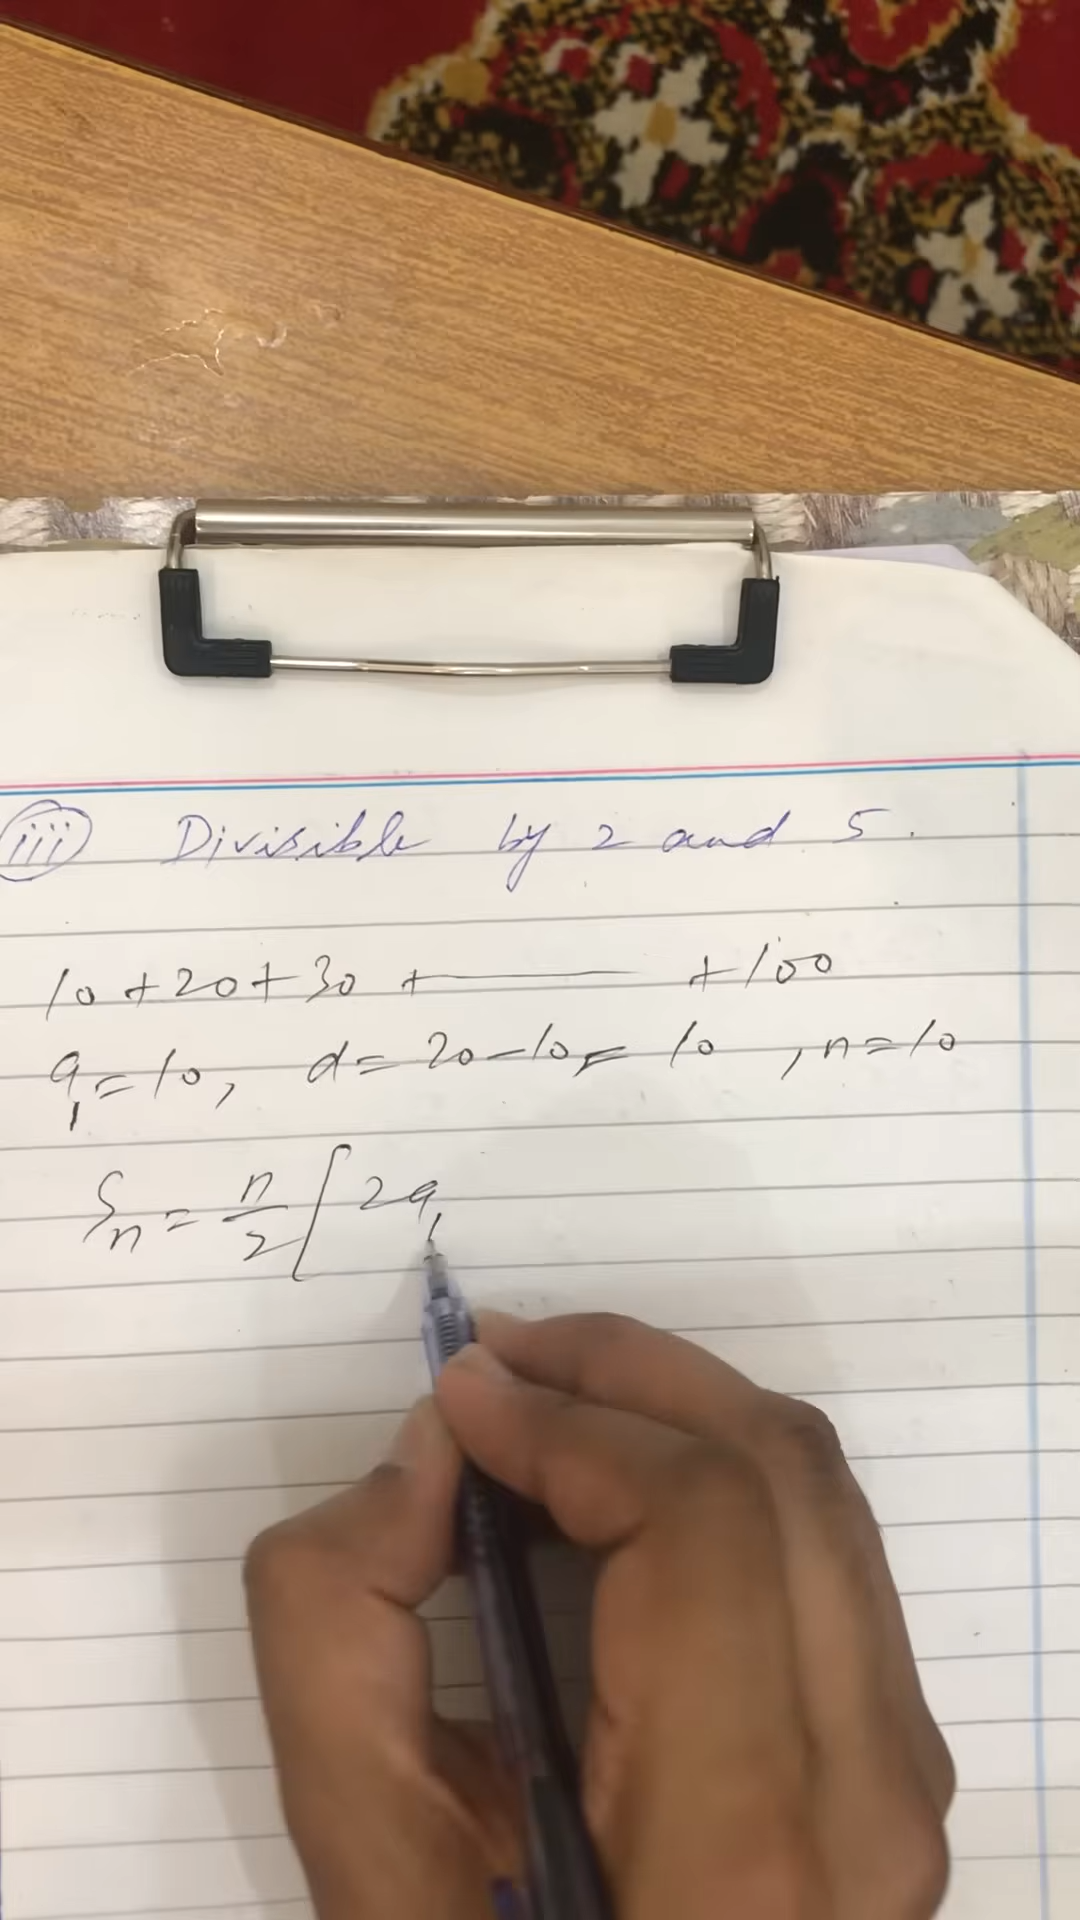 (iii) Divisible by 2 and 5.
10 + 20 + 30 + ——— + 100
a₁ = 10, d = 20 - 10 = 10, n = 10
Sn = n/2 [ 2a₁